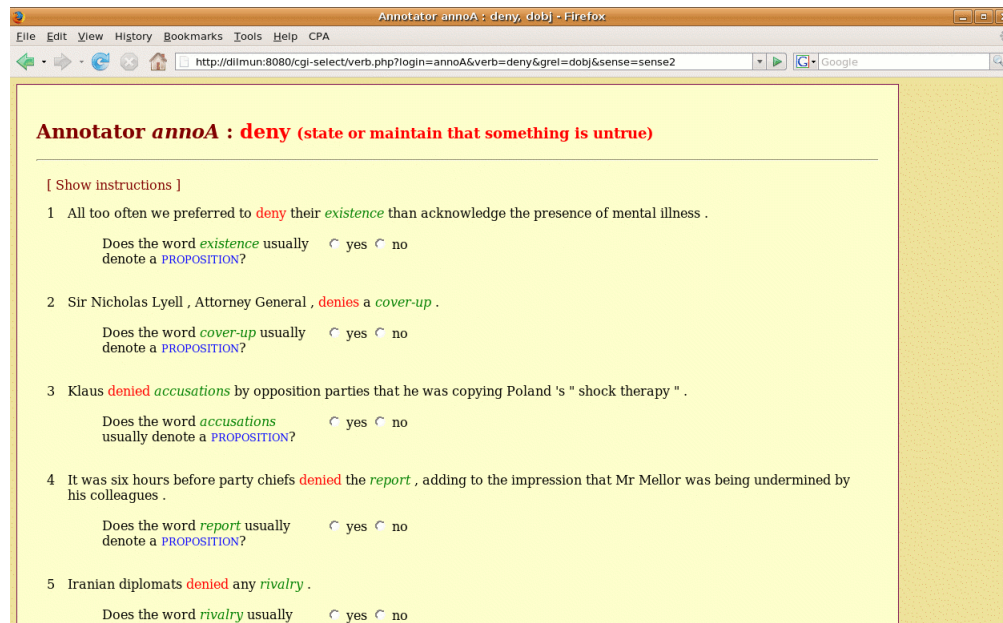 Annotator annoA : deny, dobj - Firefox
File Edit View History Bookmarks Tools Help CPA
http://dilmun:8080/cgi-select/verb.php?login=annoA&verb=deny&grel=dobj&sense=sense2
G Google
Annotator annoA : deny (state or maintain that something is untrue)
[ Show instructions ]
1 All too often we preferred to deny their existence than acknowledge the presence of mental illness .
Does the word existence usually yes no
denote a PROPOSITION?
2 Sir Nicholas Lyell , Attorney General , denies a cover-up .
Does the word cover-up usually yes no
denote a PROPOSITION?
3 Klaus denied accusations by opposition parties that he was copying Poland 's " shock therapy " .
Does the word accusations yes no
usually denote a PROPOSITION?
4 It was six hours before party chiefs denied the report , adding to the impression that Mr Mellor was being undermined by
his colleagues .
Does the word report usually yes no
denote a PROPOSITION?
5 Iranian diplomats denied any rivalry .
Does the word rivalry usually yes no